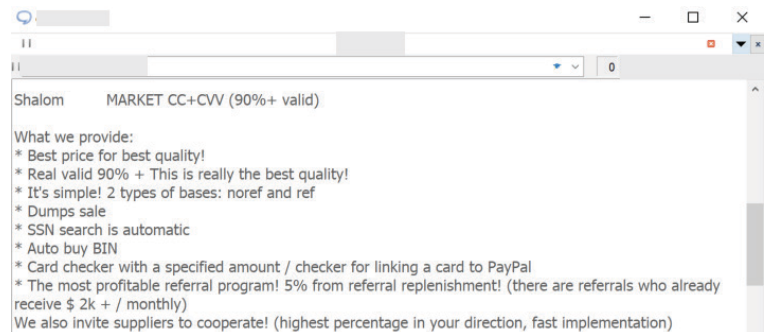 0
Shalom MARKET CC+CVV (90%+ valid)
What we provide:
* Best price for best quality!
* Real valid 90% + This is really the best quality!
* It's simple! 2 types of bases: noref and ref
* Dumps sale
* SSN search is automatic
* Auto buy BIN
* Card checker with a specified amount / checker for linking a card to PayPal
* The most profitable referral program! 5% from referral replenishment! (there are referrals who already
receive $ 2k + / monthly)
We also invite suppliers to cooperate! (highest percentage in your direction, fast implementation)